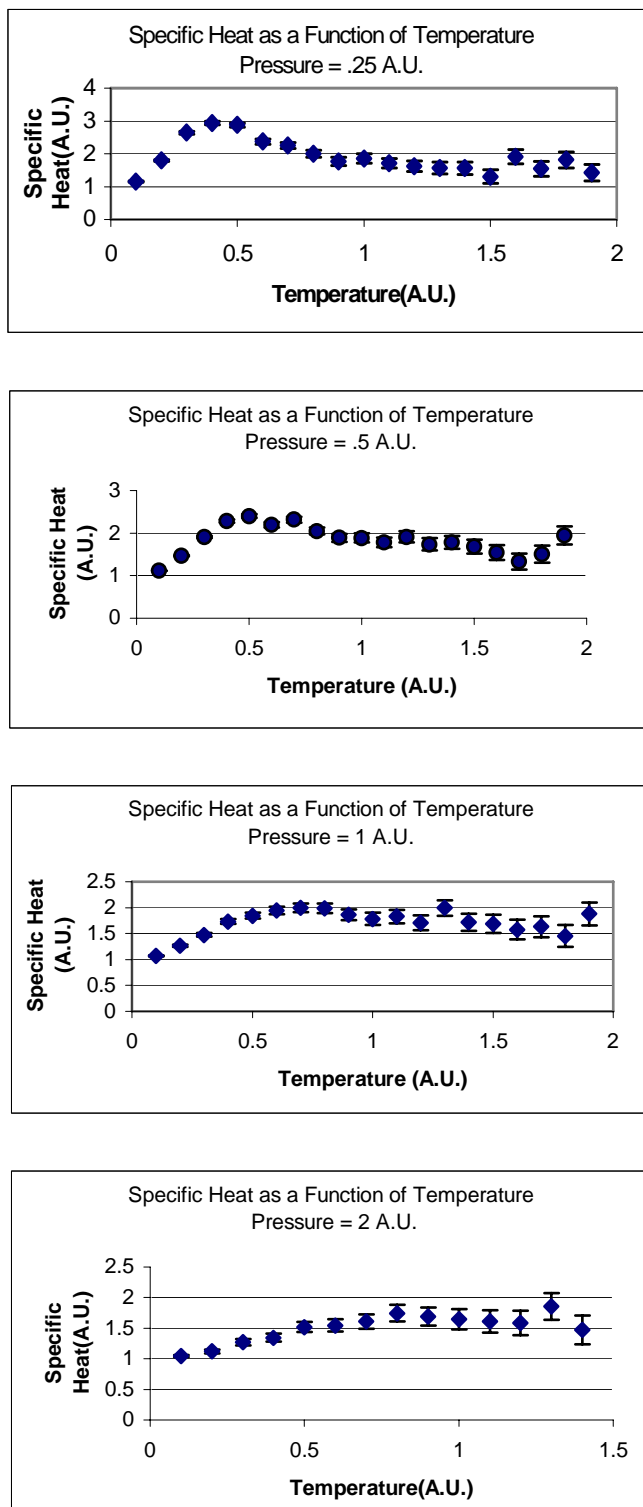 Specific Heat as a Function of Temperature
Pressure = .25 A.U.
Specific
Heat(A.U.)
4
3
2
1
0
0 0.5 1 1.5 2
Temperature(A.U.)
Specific Heat as a Function of Temperature
Pressure = .5 A.U.
Specific Heat
(A.U.)
3
2
1
0
0 0.5 1 1.5 2
Temperature (A.U.)
Specific Heat as a Function of Temperature
Pressure = 1 A.U.
Specific Heat
(A.U.)
2.5
2
1.5
1
0.5
0
0 0.5 1 1.5 2
Temperature (A.U.)
Specific Heat as a Function of Temperature
Pressure = 2 A.U.
Specific
Heat(A.U.)
2.5
2
1.5
1
0.5
0
0 0.5 1 1.5
Temperature(A.U.)